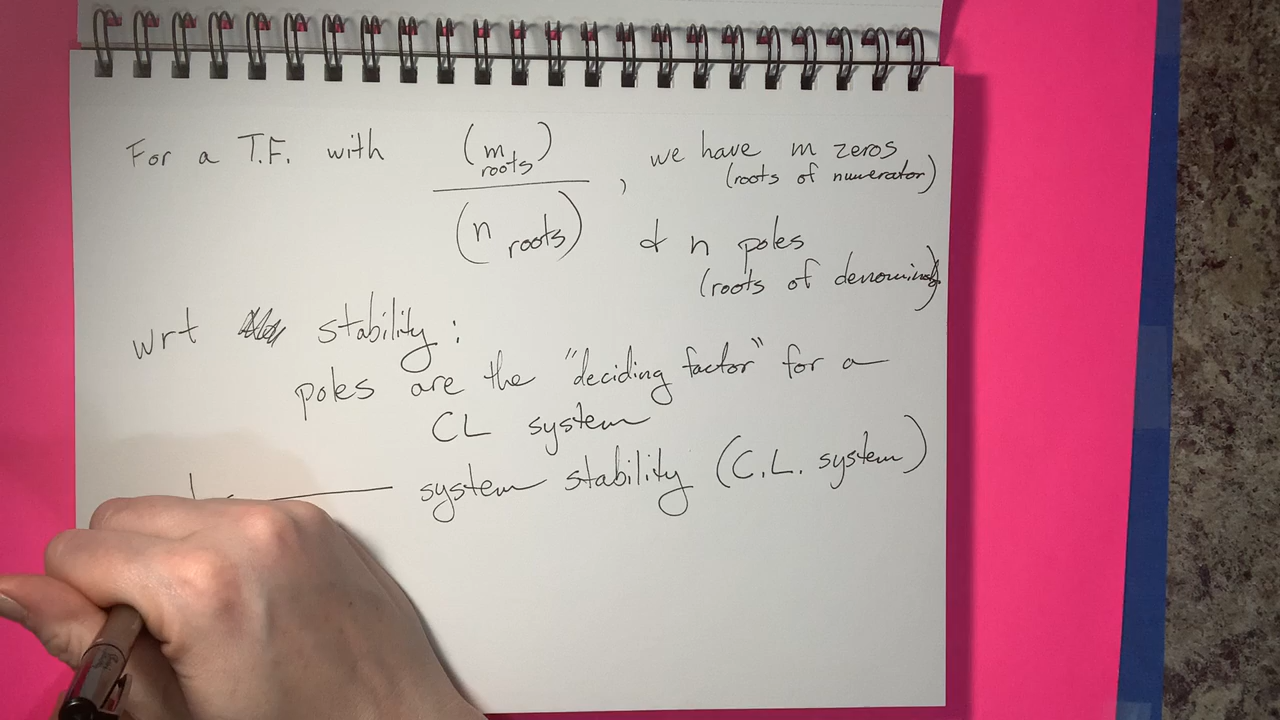 For a T.F. with (m roots) / (n roots) , we have m zeros
(roots of numerator)
& n poles
(roots of denominator)
wrt stability :
poles are the "deciding factor" for a
CL system
system stability (C.L. system)